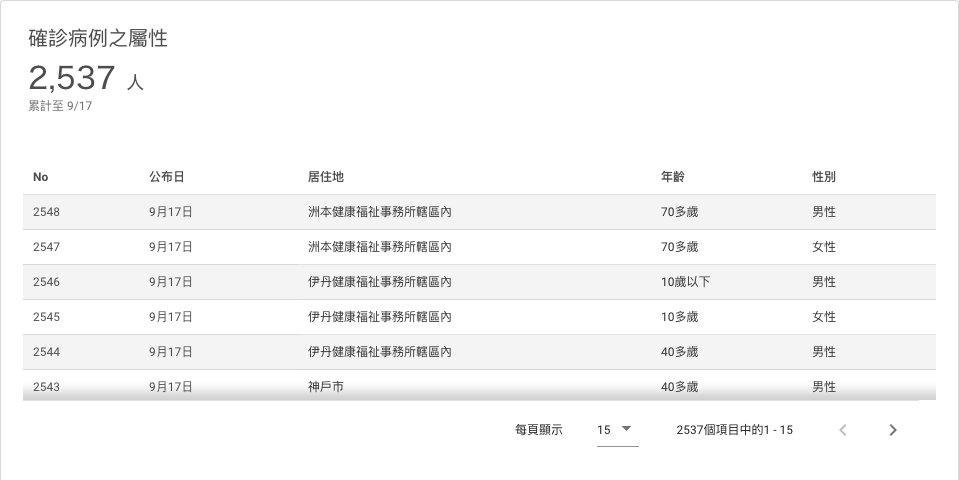 確診病例之屬性
2,537 人
累計至 9/17
No 公布日 居住地 年齡 性別
2548 9月17日 洲本健康福祉事務所轄區內 70多歲 男性
2547 9月17日 洲本健康福祉事務所轄區內 70多歲 女性
2546 9月17日 伊丹健康福祉事務所轄區內 10歲以下 男性
2545 9月17日 伊丹健康福祉事務所轄區內 10多歲 女性
2544 9月17日 伊丹健康福祉事務所轄區內 40多歲 男性
2543 9月17日 神戶市 40多歲 男性
每頁顯示 15 2537個項目中的1 - 15